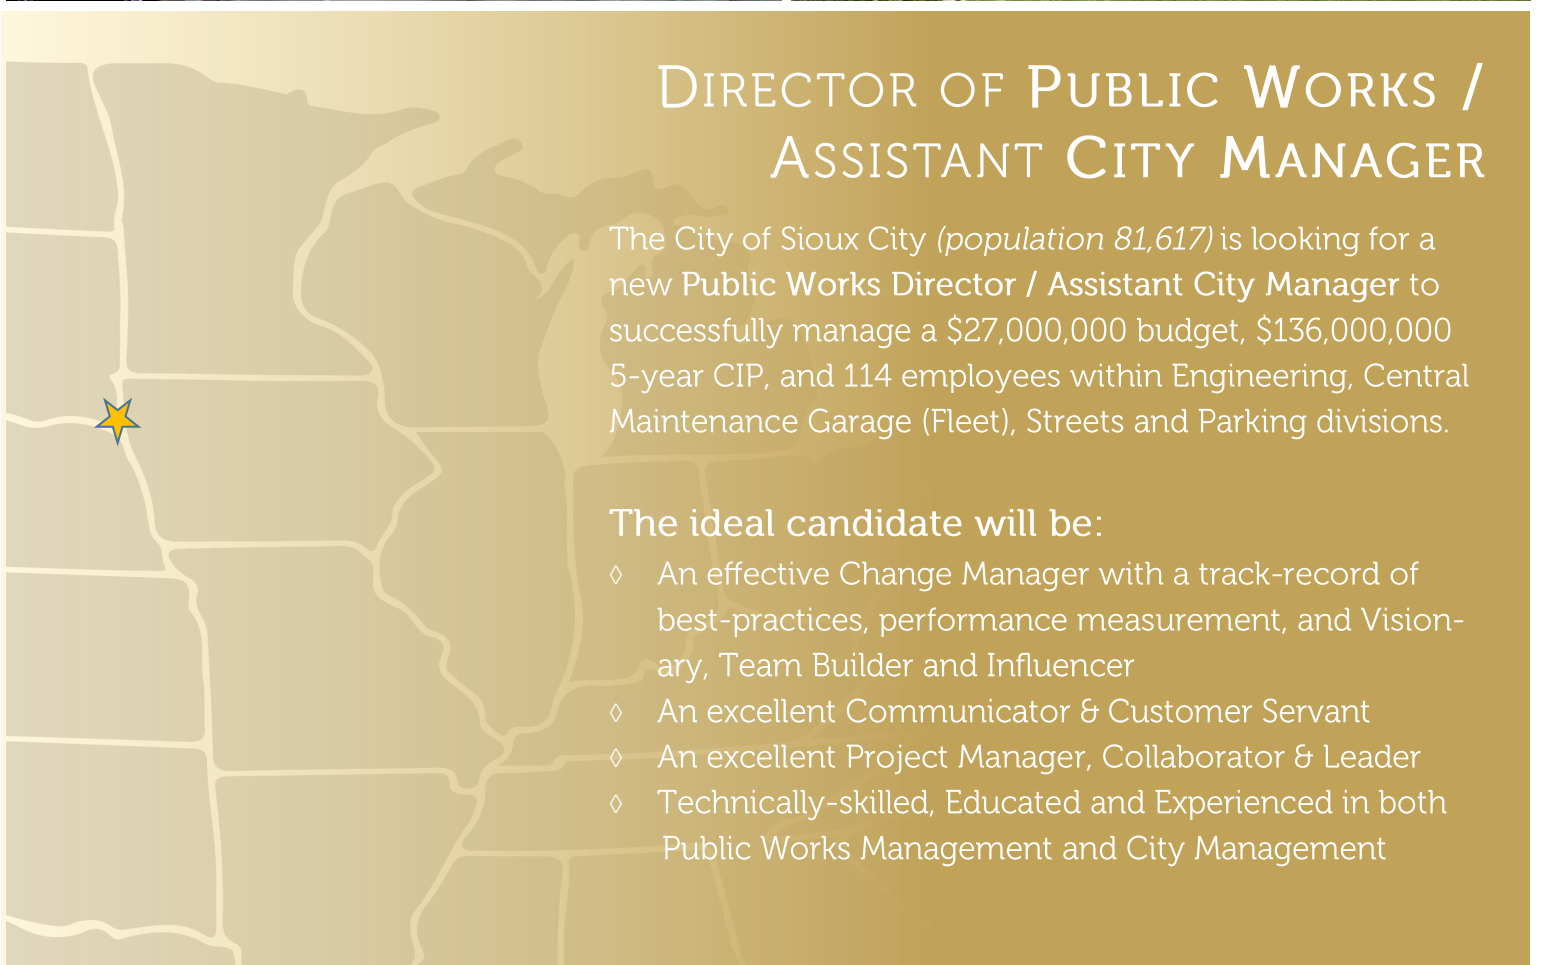 Director of Public Works /
Assistant City Manager
The City of Sioux City (population 81,617) is looking for a
new Public Works Director / Assistant City Manager to
successfully manage a $27,000,000 budget, $136,000,000
5-year CIP, and 114 employees within Engineering, Central
Maintenance Garage (Fleet), Streets and Parking divisions.
The ideal candidate will be:
◊ An effective Change Manager with a track-record of
best-practices, performance measurement, and Vision-
ary, Team Builder and Influencer
◊ An excellent Communicator & Customer Servant
◊ An excellent Project Manager, Collaborator & Leader
◊ Technically-skilled, Educated and Experienced in both
Public Works Management and City Management